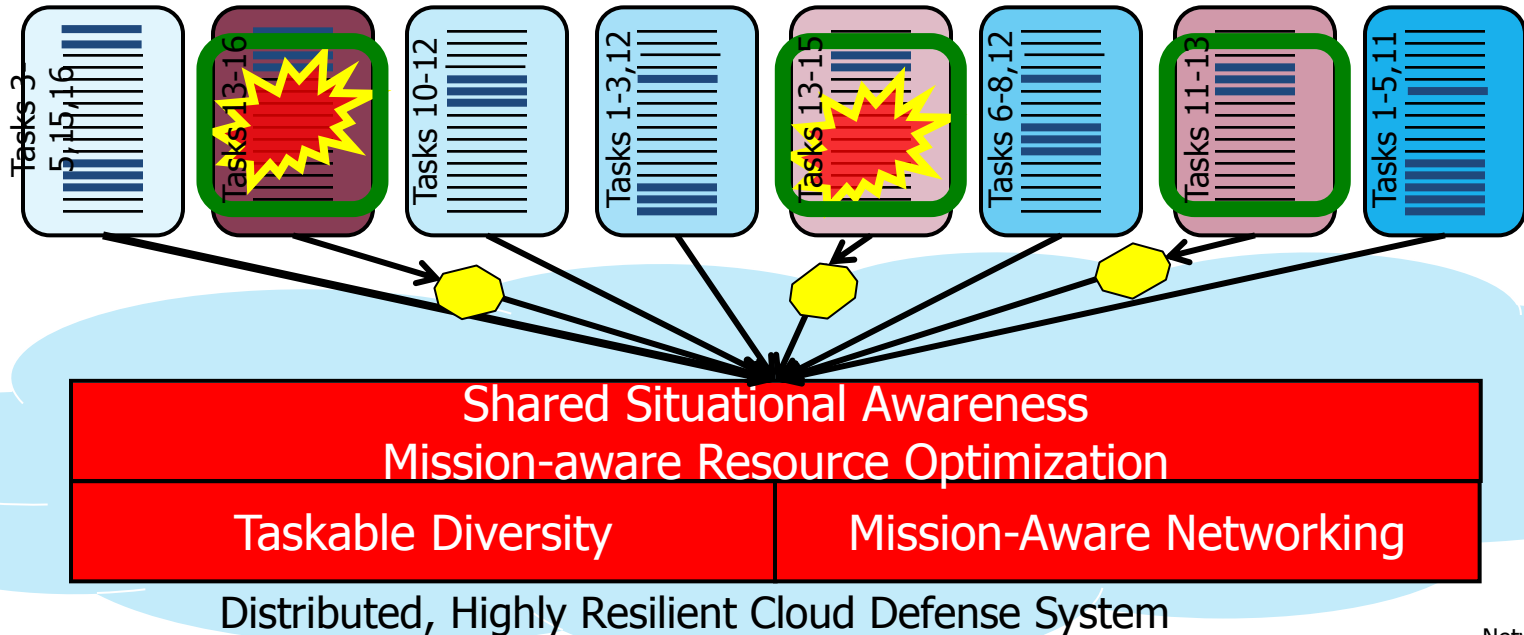 Tasks 3-
5,15,16
Tasks 13-16
Tasks 10-12
Tasks 1-3,12
Tasks 13-15
Tasks 6-8,12
Tasks 11-13
Tasks 1-5,11
Shared Situational Awareness
Mission-aware Resource Optimization
Taskable Diversity
Mission-Aware Networking
Distributed, Highly Resilient Cloud Defense System